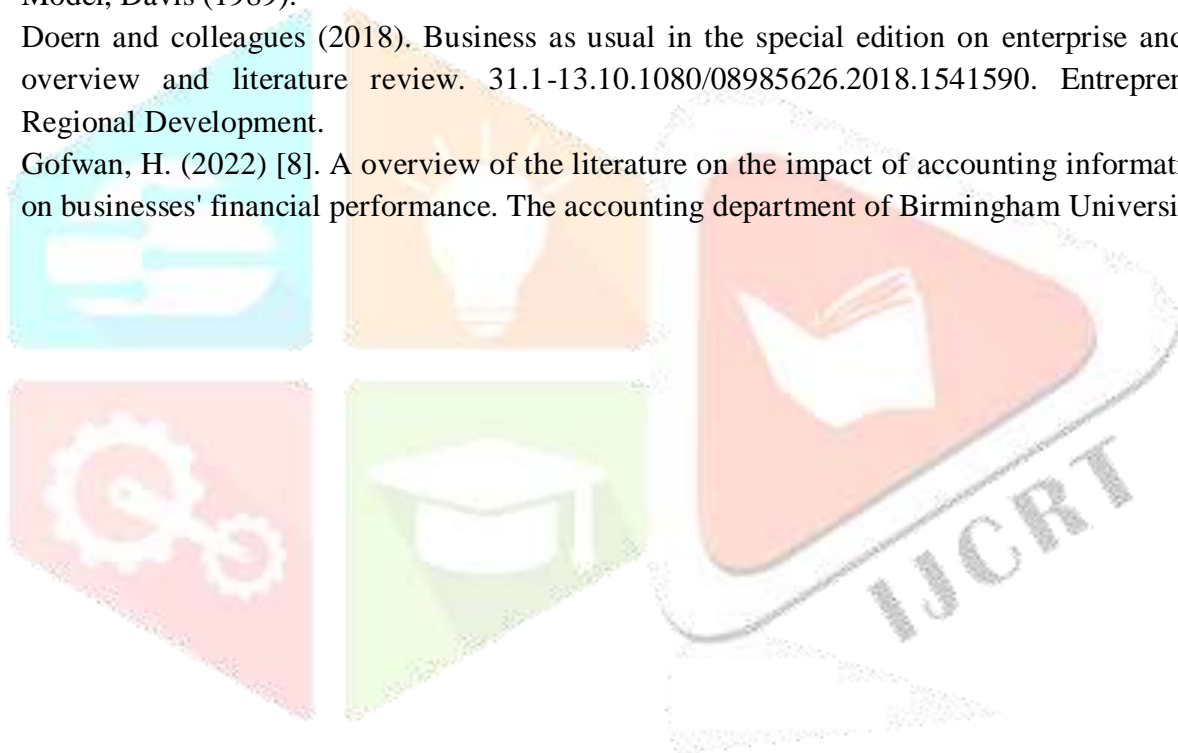 Model, Davis (1989).
Doern and colleagues (2018). Business as usual in the special edition on enterprise and
overview and literature review. 31.1-13.10.1080/08985626.2018.1541590. Entrepren
Regional Development.
Gofwan, H. (2022) [8]. A overview of the literature on the impact of accounting informati
on businesses' financial performance. The accounting department of Birmingham Universi
IJCRT